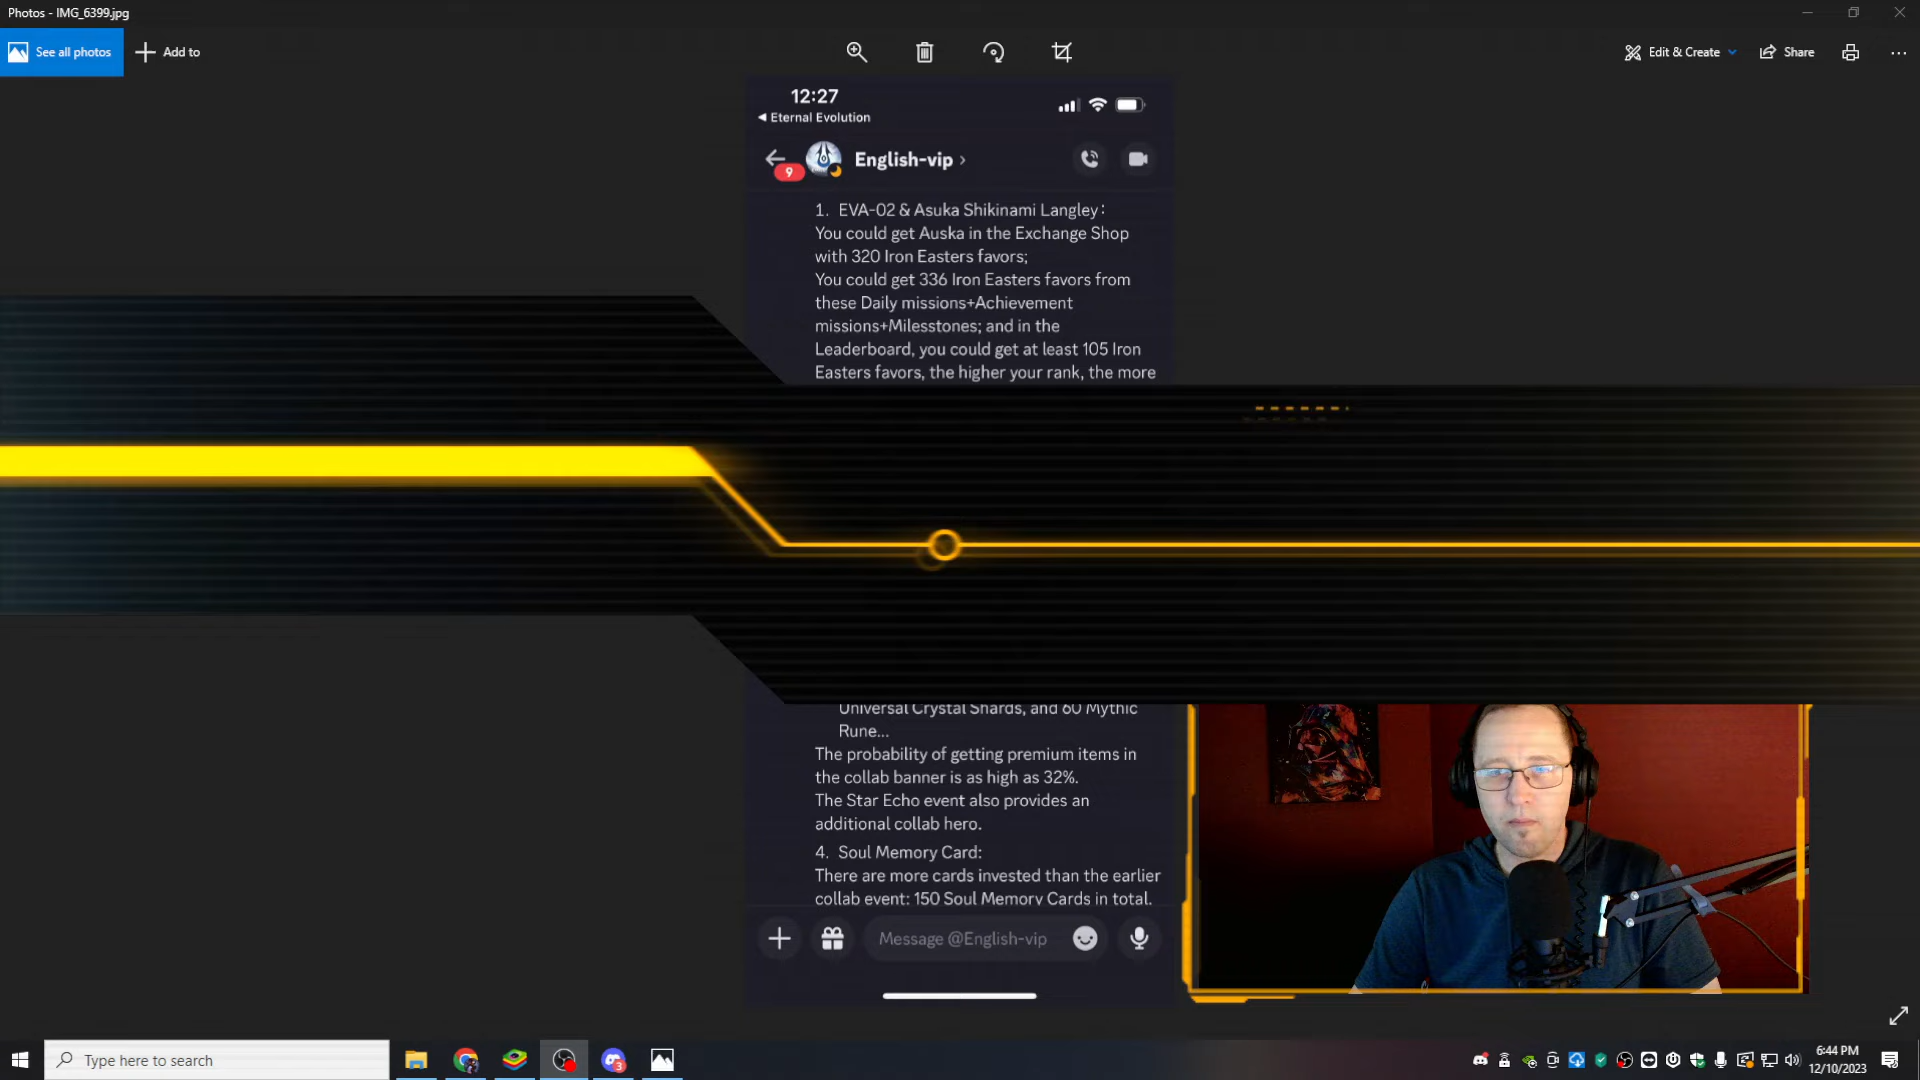 Photos - IMG_6399.jpg
See all photos
Add to
Edit & Create
Share
12:27
Eternal Evolution
9
English-vip
1. EVA-02 & Asuka Shikinami Langley:
You could get Auska in the Exchange Shop
with 320 Iron Easters favors;
You could get 336 Iron Easters favors from
these Daily missions+Achievement
missions+Milesstones; and in the
Leaderboard, you could get at least 105 Iron
Easters favors, the higher your rank, the more
Universal Crystal Shards, and 60 Mythic
Rune...
The probability of getting premium items in
the collab banner is as high as 32%.
The Star Echo event also provides an
additional collab hero.
4. Soul Memory Card:
There are more cards invested than the earlier
collab event: 150 Soul Memory Cards in total.
Message @English-vip
Type here to search
3
6:44 PM
12/10/2023